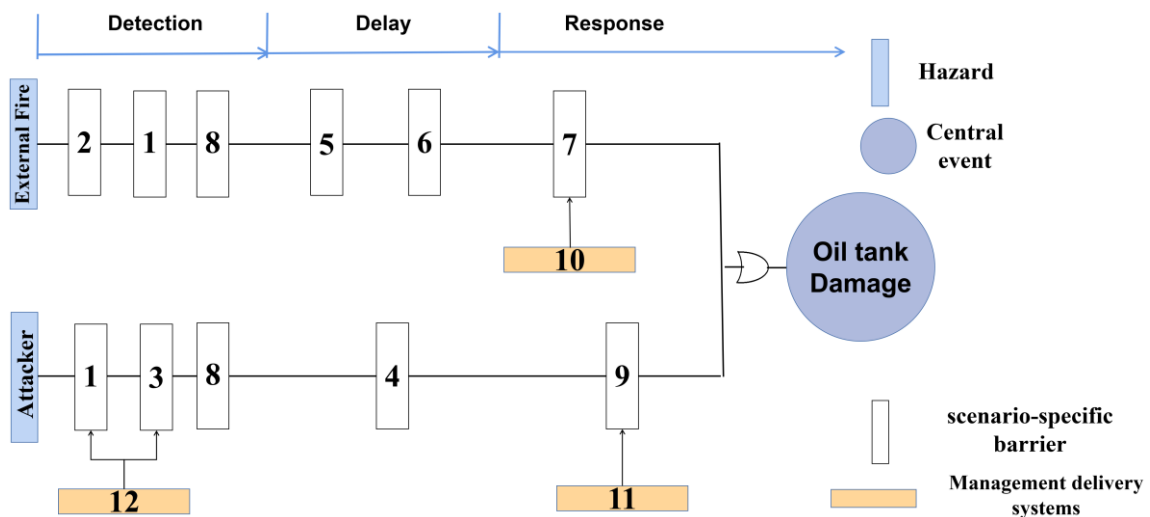 Detection
Delay
Response
Hazard
Central
event
External Fire
2
1
8
5
6
7
10
Oil tank
Damage
Attacker
1
3
8
4
9
12
11
scenario-specific
barrier
Management delivery
systems